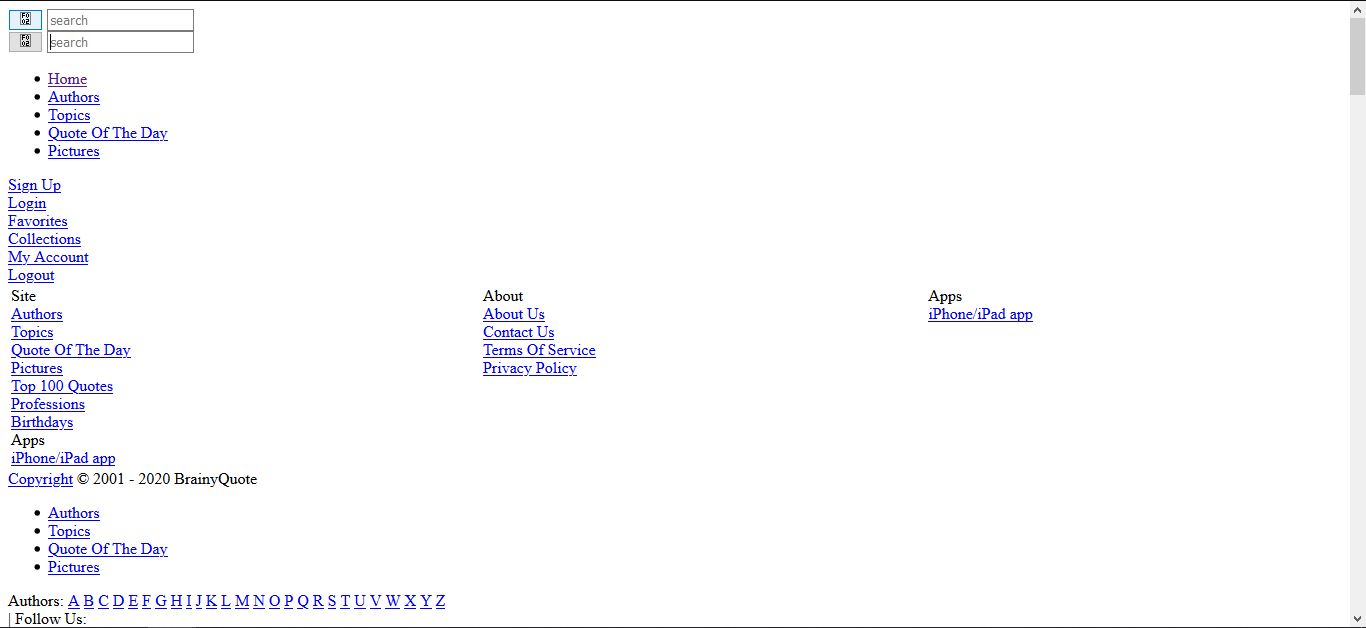 search
search
Home
Authors
Topics
Quote Of The Day
Pictures
Sign Up
Login
Favorites
Collections
My Account
Logout
Site
Authors
Topics
Quote Of The Day
Pictures
Top 100 Quotes
Professions
Birthdays
Apps
iPhone/iPad app
About
About Us
Contact Us
Terms Of Service
Privacy Policy
Apps
iPhone/iPad app
Copyright © 2001 - 2020 BrainyQuote
Authors
Topics
Quote Of The Day
Pictures
Authors: A B C D E F G H I J K L M N O P Q R S T U V W X Y Z
| Follow Us: